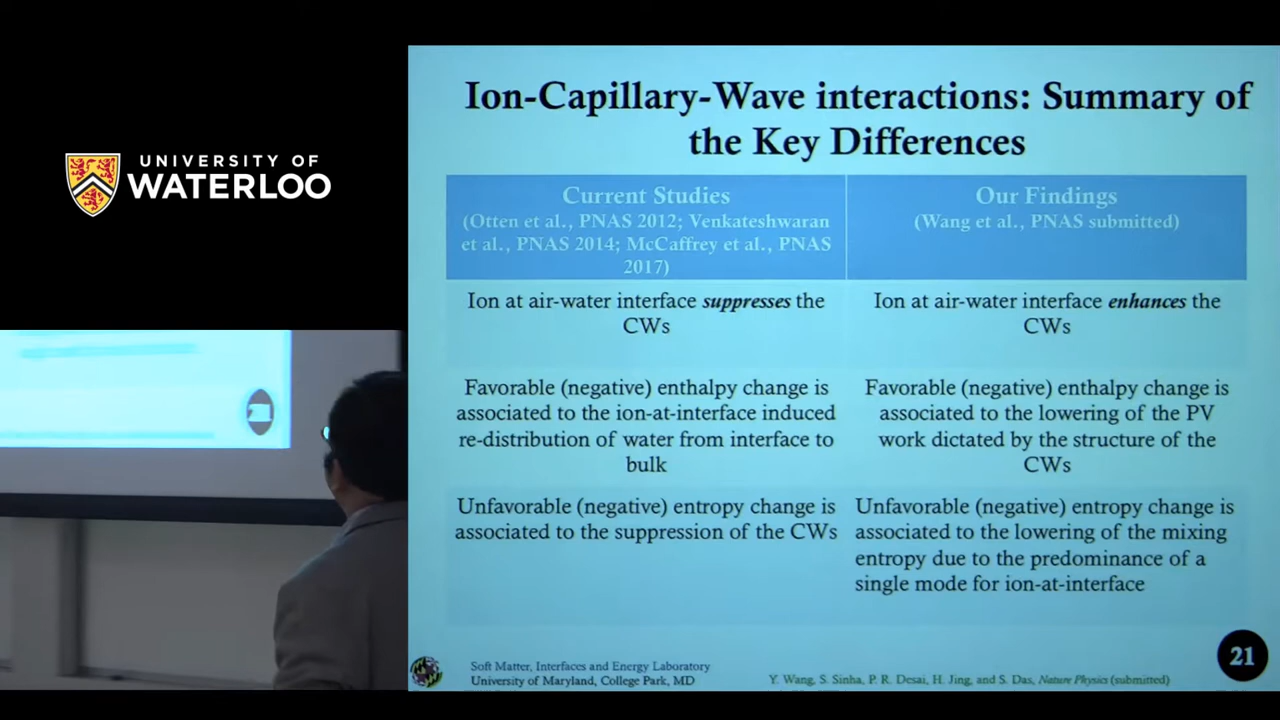 UNIVERSITY OF
WATERLOO
Ion-Capillary-Wave interactions: Summary of
the Key Differences
Current Studies
(Otten et al., PNAS 2012; Venkateshwaran
et al., PNAS 2014; McCaffrey et al., PNAS
2017)
Our Findings
(Wang et al., PNAS submitted)
Ion at air-water interface suppresses the
CWs
Ion at air-water interface enhances the
CWs
Favorable (negative) enthalpy change is
associated to the ion-at-interface induced
re-distribution of water from interface to
bulk
Favorable (negative) enthalpy change is
associated to the lowering of the PV
work dictated by the structure of the
CWs
Unfavorable (negative) entropy change is
associated to the suppression of the CWs
Unfavorable (negative) entropy change is
associated to the lowering of the mixing
entropy due to the predominance of a
single mode for ion-at-interface
Soft Matter, Interfaces and Energy Laboratory
University of Maryland, College Park, MD
Y. Wang, S. Sinha, P. R. Desai, H. Jing, and S. Das, Nature Physics (submitted)
21